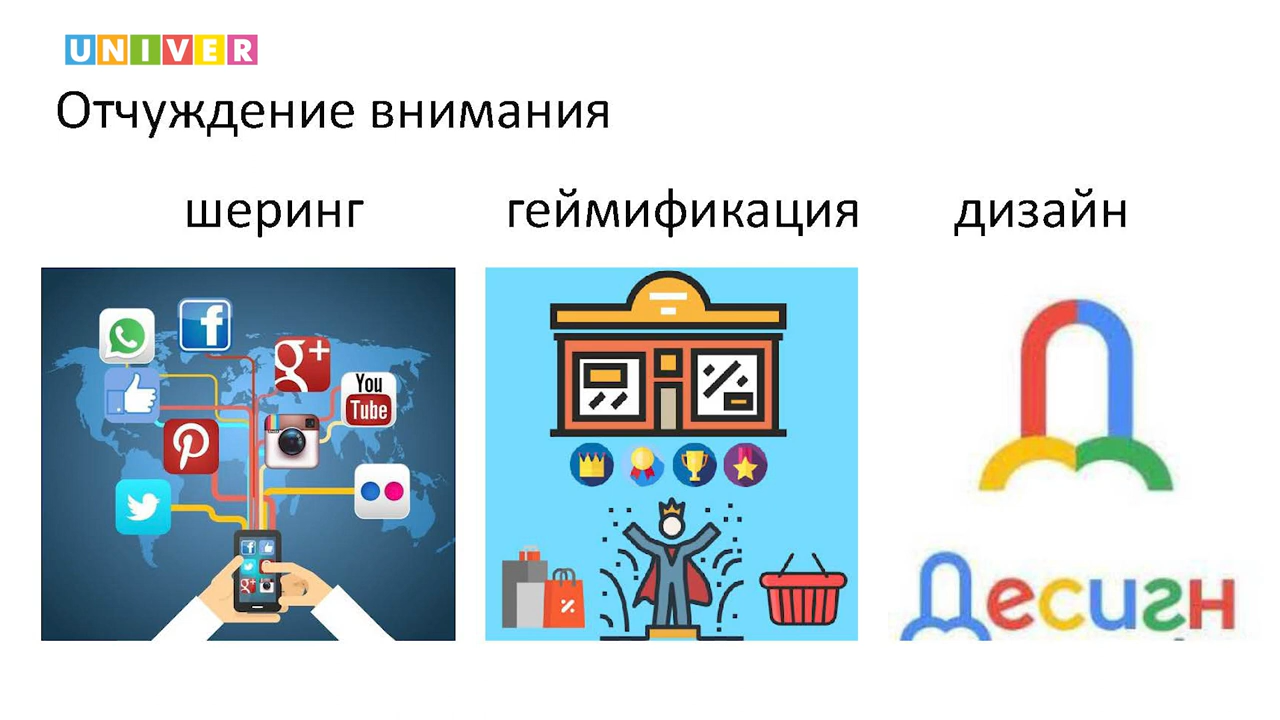 UNIVER
Отчуждение внимания
шеринг
геймификация
дизайн
f
g+
You
Tube
Д
Десигн